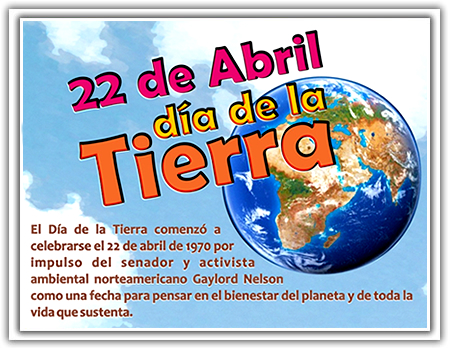 22 de Abril
día de la
Tierra
El Día de la Tierra comenzó a
celebrarse el 22 de abril de 1970 por
impulso del senador y activista
ambiental norteamericano Gaylord Nelson
como una fecha para pensar en el bienestar del planeta y de toda la
vida que sustenta.